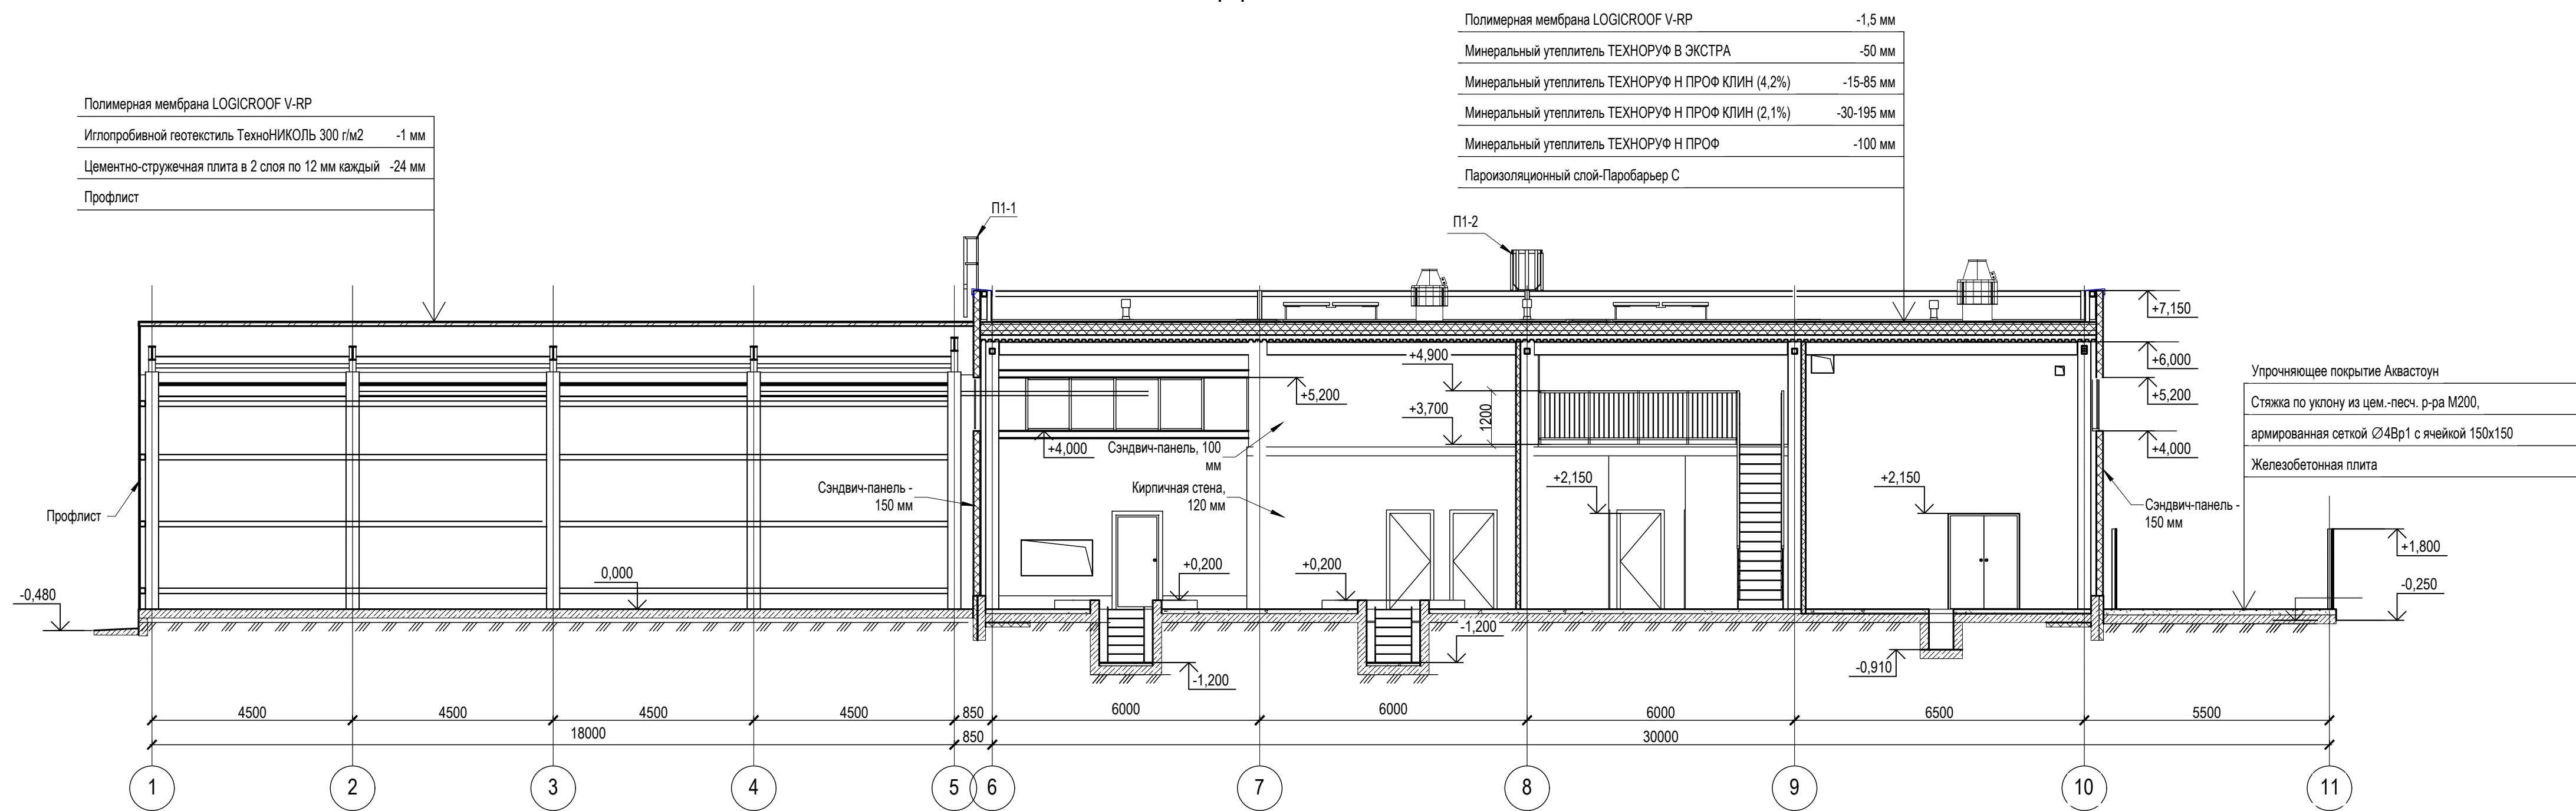 Полимерная мембрана LOGICROOF V-RP -1,5 мм
Минеральный утеплитель ТЕХНОРУФ В ЭКСТРА -50 мм
Минеральный утеплитель ТЕХНОРУФ Н ПРОФ КЛИН (4,2%) -15-85 мм
Минеральный утеплитель ТЕХНОРУФ Н ПРОФ КЛИН (2,1%) -30-195 мм
Минеральный утеплитель ТЕХНОРУФ Н ПРОФ -100 мм
Пароизоляционный слой-Паробарьер С
Полимерная мембрана LOGICROOF V-RP
Иглопробивной геотекстиль ТехноНИКОЛЬ 300 г/м2 -1 мм
Цементно-стружечная плита в 2 слоя по 12 мм каждый -24 мм
Профлист
П1-1
П1-2
+7,150
+6,000
+5,200
+4,000
+4,900
+5,200
+3,700
1200
+4,000
Сэндвич-панель, 100
мм
Кирпичная стена,
120 мм
Сэндвич-панель -
150 мм
Профлист
+2,150
+2,150
Упрочняющее покрытие Аквастоун
Стяжка по уклону из цем.-песч. р-ра М200,
армированная сеткой ∅4Вр1 с ячейкой 150х150
Железобетонная плита
Сэндвич-панель -
150 мм
+1,800
-0,250
-0,480
0,000
+0,200
+0,200
-1,200
-1,200
-0,910
4500
4500
4500
4500
850
6000
6000
6000
6500
5500
18000
850
30000
1
2
3
4
5
6
7
8
9
10
11